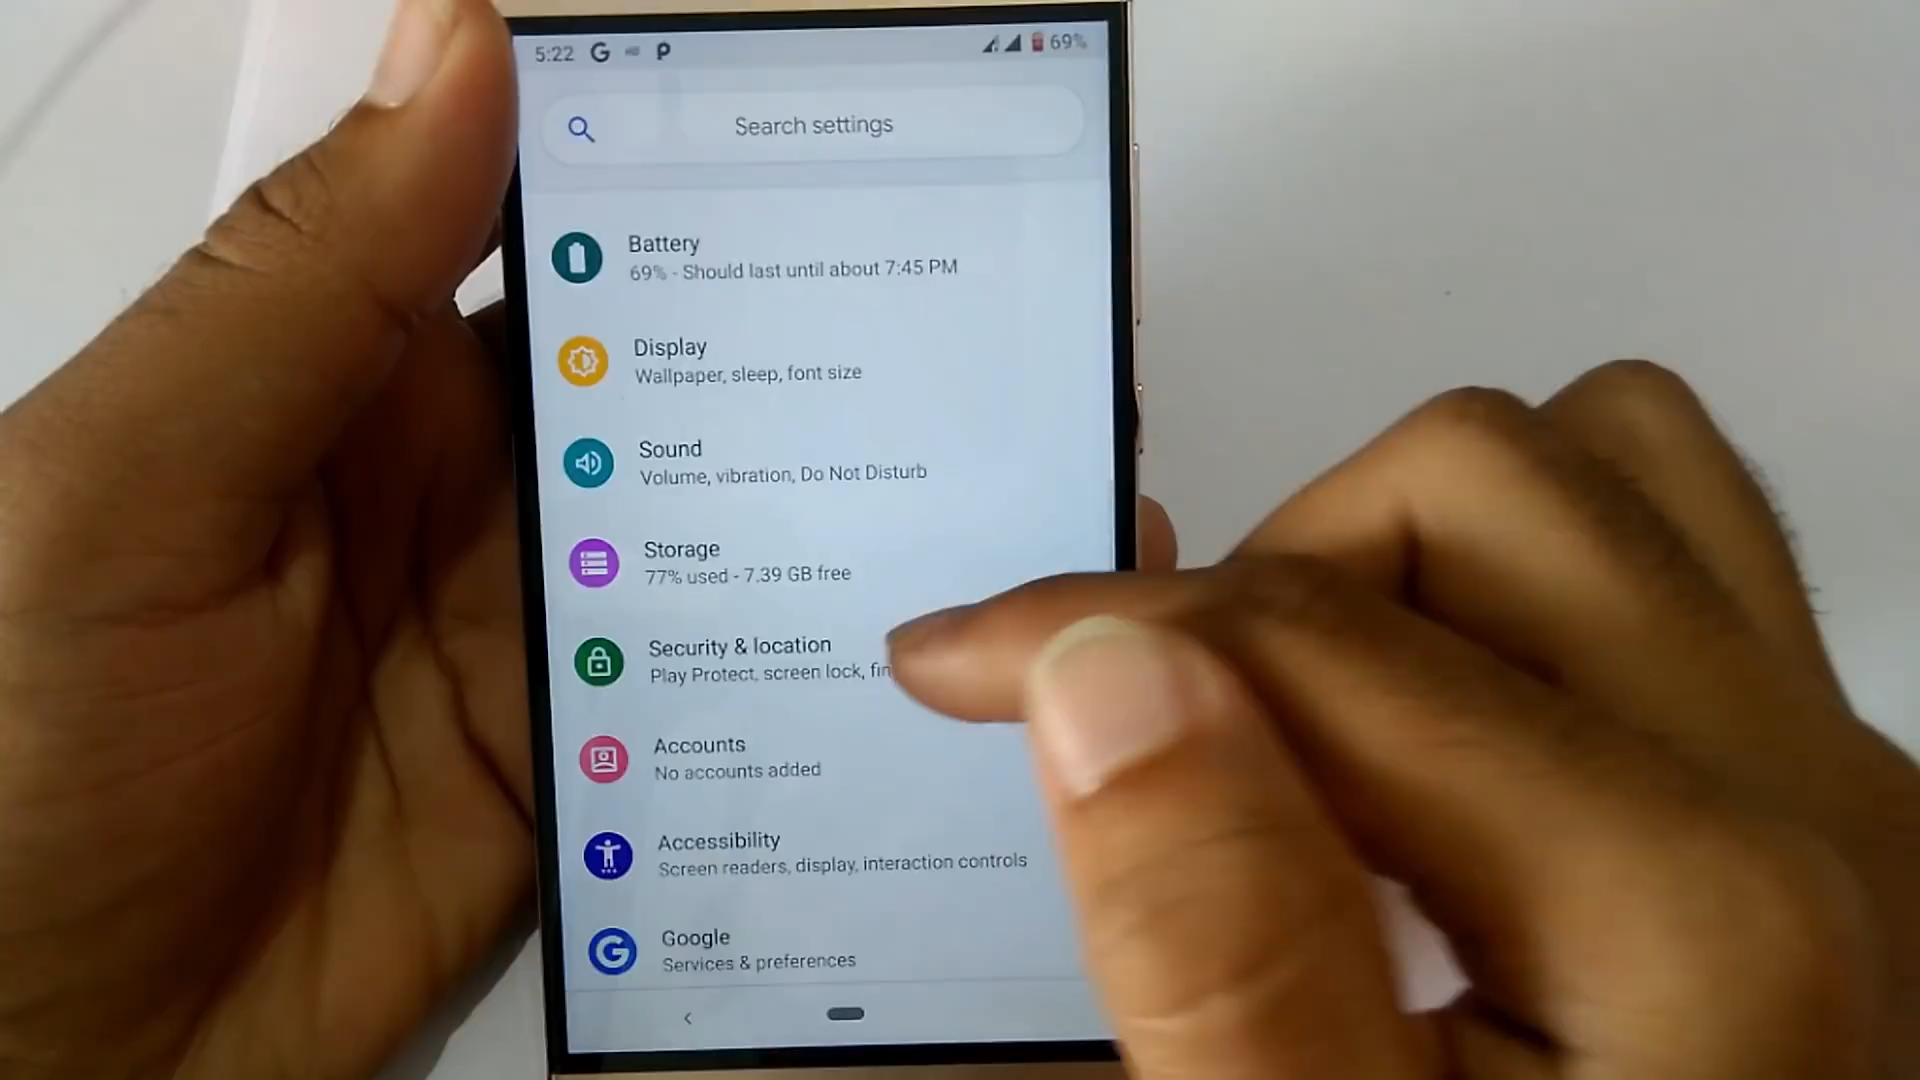 5:22 G P 69%
Search settings
Battery
69% - Should last until about 7:45 PM
Display
Wallpaper, sleep, font size
Sound
Volume, vibration, Do Not Disturb
Storage
77% used - 7.39 GB free
Security & location
Play Protect, screen lock,
Accounts
No accounts added
Accessibility
Screen readers, display, interaction controls
G Google
Services & preferences